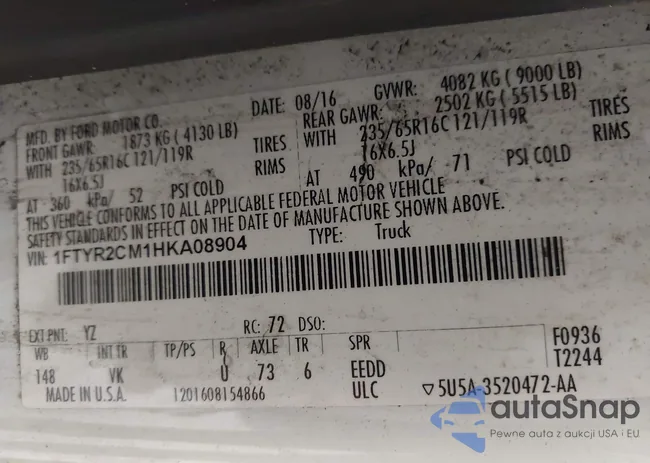 MFD. BY FORD MOTOR CO. DATE: 08/16 GVWR: 4082 KG ( 9000 LB)
FRONT GAWR: 1873 KG ( 4130 LB) REAR GAWR: 2502 KG ( 5515 LB)
WITH 235/65R16C 121/119R TIRES WITH 235/65R16C 121/119R TIRES
16X6.5J RIMS 16X6.5J RIMS
AT 360 kPa/ 52 PSI COLD AT 490 kPa/ 71 PSI COLD
THIS VEHICLE CONFORMS TO ALL APPLICABLE FEDERAL MOTOR VEHICLE
SAFETY STANDARDS IN EFFECT ON THE DATE OF MANUFACTURE SHOWN ABOVE.
VIN: 1FTYR2CM1HKA08904 TYPE: Truck
EXT PNT: YZ RC: 72 DSO: F0936
WB INT TR TP/PS R AXLE TR SPR T2244
148 VK U 73 6 EEDD
MADE IN U.S.A. 1201608154866 ULC ▽5U5A-3520472-AA
autaSnap
Pewne auta z aukcji USA i EU